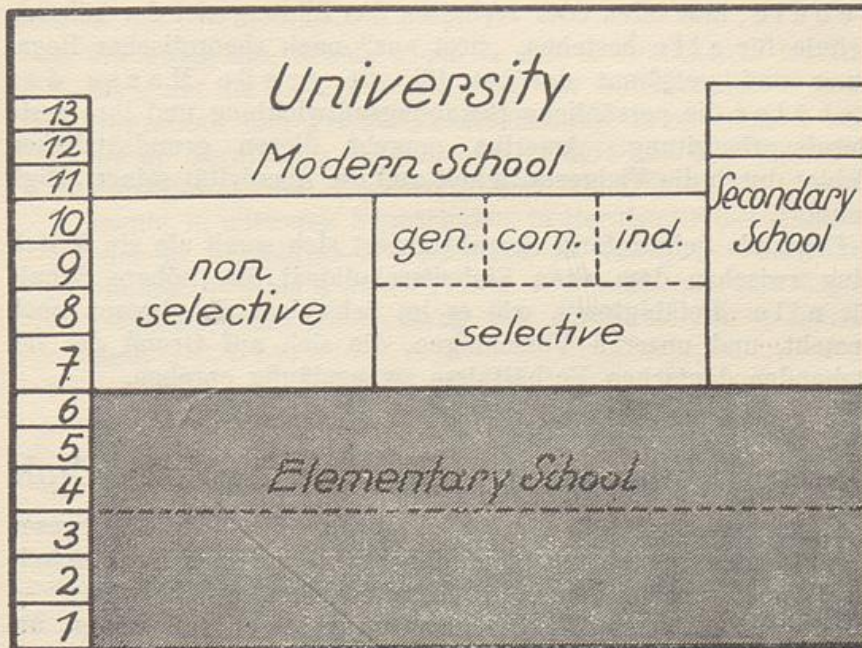 University
Modern School
13
12
11
10
9
8
7
6
5
4
3
2
1
non
selective
gen. com. ind.
selective
Secondary
School
Elementary School